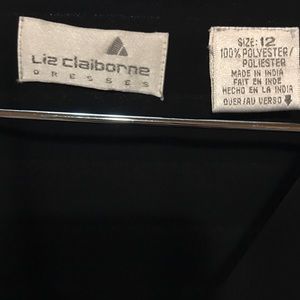 Liz claiborne
DRESSES
SIZE: 12
100% POLYESTER/
POLIESTER
MADE IN INDIA
FAIT EN INDE
HECHO EN LA INDIA
OVER/AU VERSO